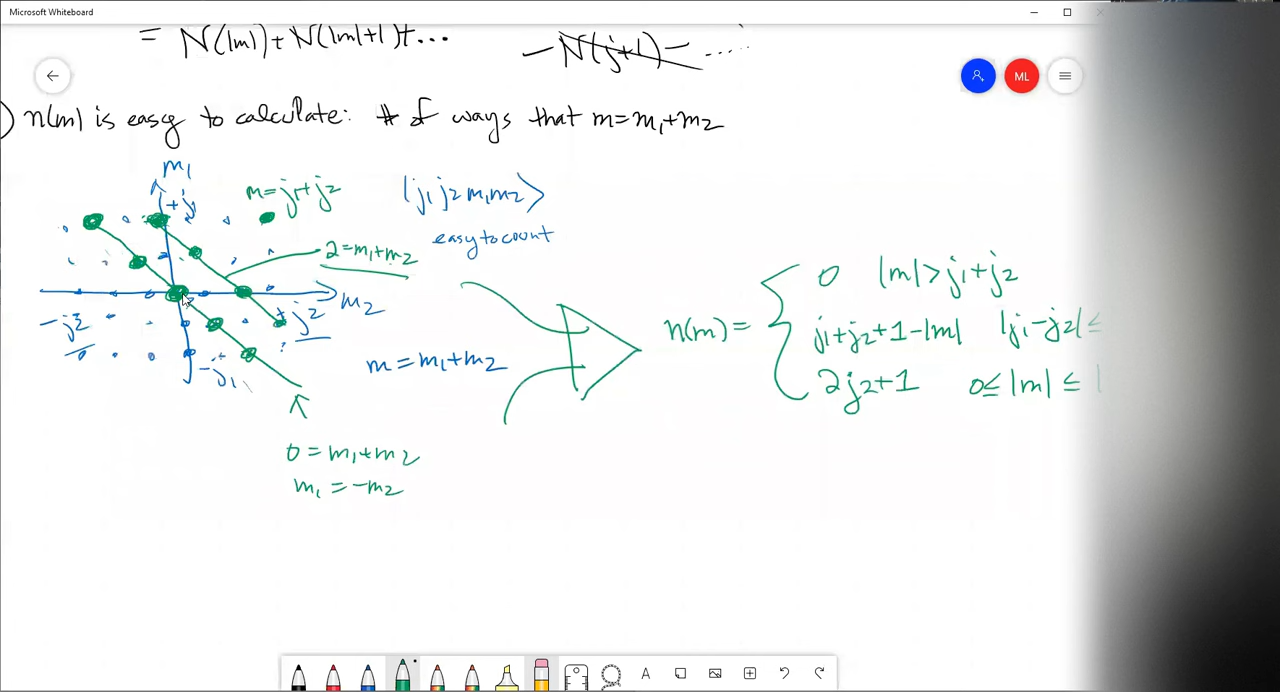 Microsoft Whiteboard
= N(|m|) + N(|m|+1) + ...
- N(j+1) - .....
ML
) n(m) is easy to calculate: # of ways that m=m1+m2
m1
+j
m=j1+j2
|j1 j2 m1 m2>
easy to count
2=m1+m2
m2
-j2
+j2
?
-j1
m=m1+m2
0=m1+m2
m1=-m2
n(m) = {
0 |m|>j1+j2
j1+j2+1-|m| |j1-j2| ≤
2j2+1 0≤|m|≤|
A